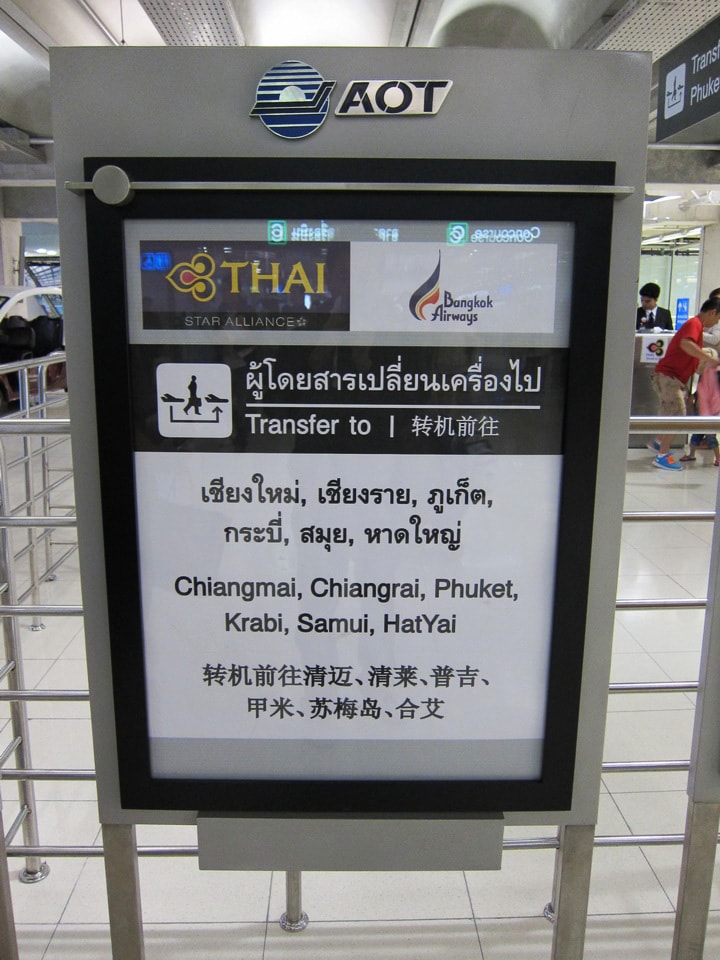 AOT
Trans
Phuke
THAI
STAR ALLIANCE
Bangkok
Airways
ผู้โดยสารเปลี่ยนเครื่องไป
Transfer to | 转机前往
เชียงใหม่, เชียงราย, ภูเก็ต,
กระบี่, สมุย, หาดใหญ่
Chiangmai, Chiangrai, Phuket,
Krabi, Samui, HatYai
转机前往清迈、清莱、普吉、
甲米、苏梅岛、合艾